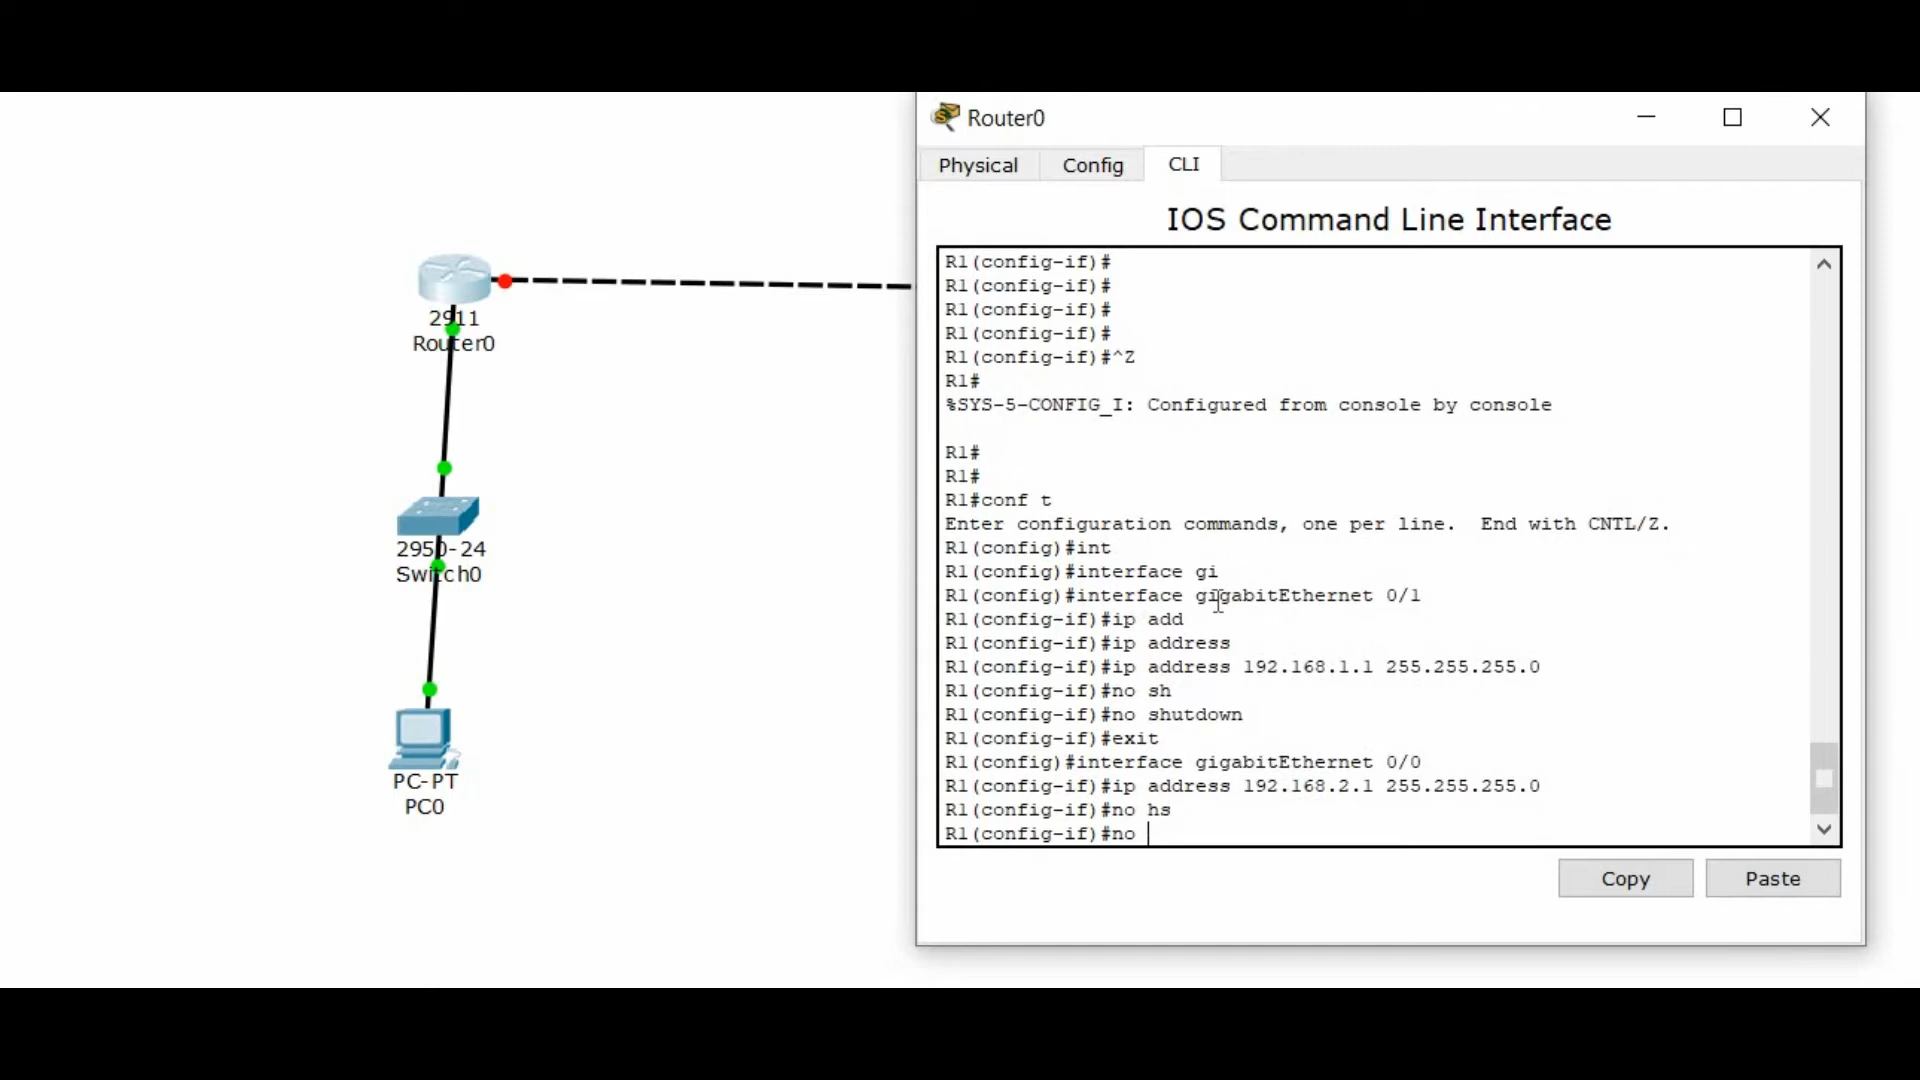 Router0
Physical
Config
CLI
IOS Command Line Interface
R1(config-if)#
R1(config-if)#
R1(config-if)#
R1(config-if)#
R1(config-if)#^Z
R1#
%SYS-5-CONFIG_I: Configured from console by console
R1#
R1#
R1#conf t
Enter configuration commands, one per line.  End with CNTL/Z.
R1(config)#int
R1(config)#interface gi
R1(config)#interface gigabitEthernet 0/1
R1(config-if)#ip add
R1(config-if)#ip address
R1(config-if)#ip address 192.168.1.1 255.255.255.0
R1(config-if)#no sh
R1(config-if)#no shutdown
R1(config-if)#exit
R1(config)#interface gigabitEthernet 0/0
R1(config-if)#ip address 192.168.2.1 255.255.255.0
R1(config-if)#no hs
R1(config-if)#no
Copy
Paste
2911
Router0
2950-24
Switch0
PC-PT
PC0